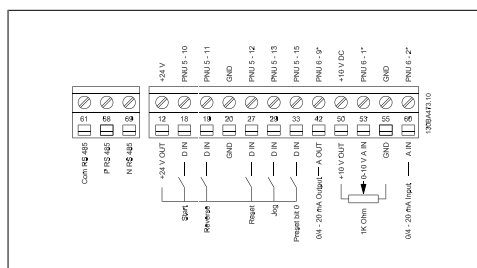 +24 V
PNU 5 - 10
PNU 5 - 11
GND
PNU 5 - 12
PNU 5 - 13
PNU 5 - 15
PNU 6 - 9*
+10 V DC
PNU 6 - 1*
GND
PNU 6 - 2*
61 68 69 12 18 19 20 27 29 33 42 50 53 55 60
Com RS 485
P RS 485
N RS 485
+24 V OUT
D IN
D IN
GND
D IN
D IN
D IN
0/4 - 20 mA Output A OUT
+10 V OUT
0-10 V A IN
GND
0/4 - 20 mA Input A IN
Start
Reverse
Reset
Jog
Preset bit 0
1K Ohm
130BA473.10